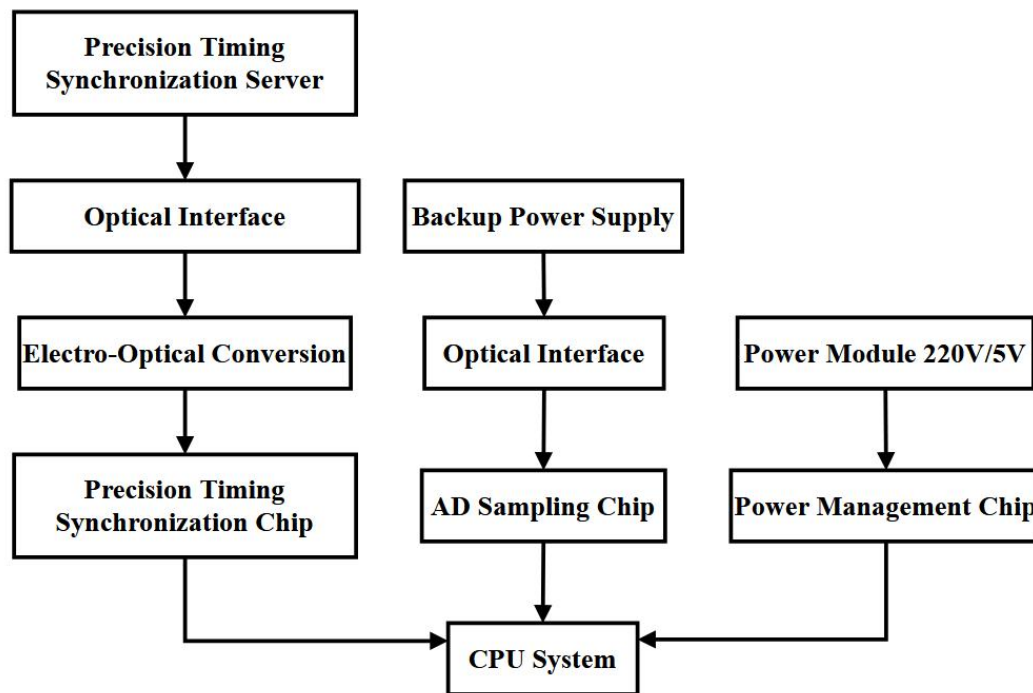 Precision Timing
Synchronization Server
Optical Interface
Backup Power Supply
Electro-Optical Conversion
Optical Interface
Power Module 220V/5V
Precision Timing
Synchronization Chip
AD Sampling Chip
Power Management Chip
CPU System